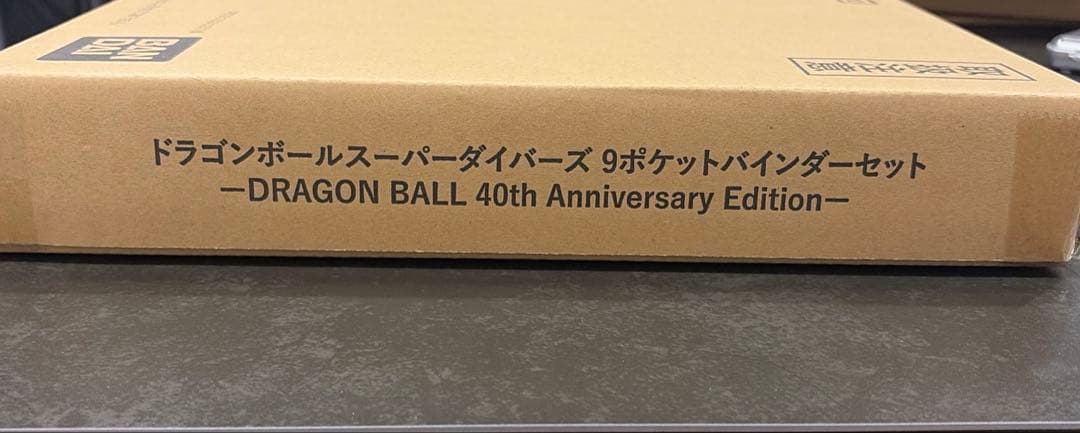 BAN
DAI
ドラゴンボールスーパーダイバーズ 9ポケットバインダーセット
ーDRAGON BALL 40th Anniversary Editionー